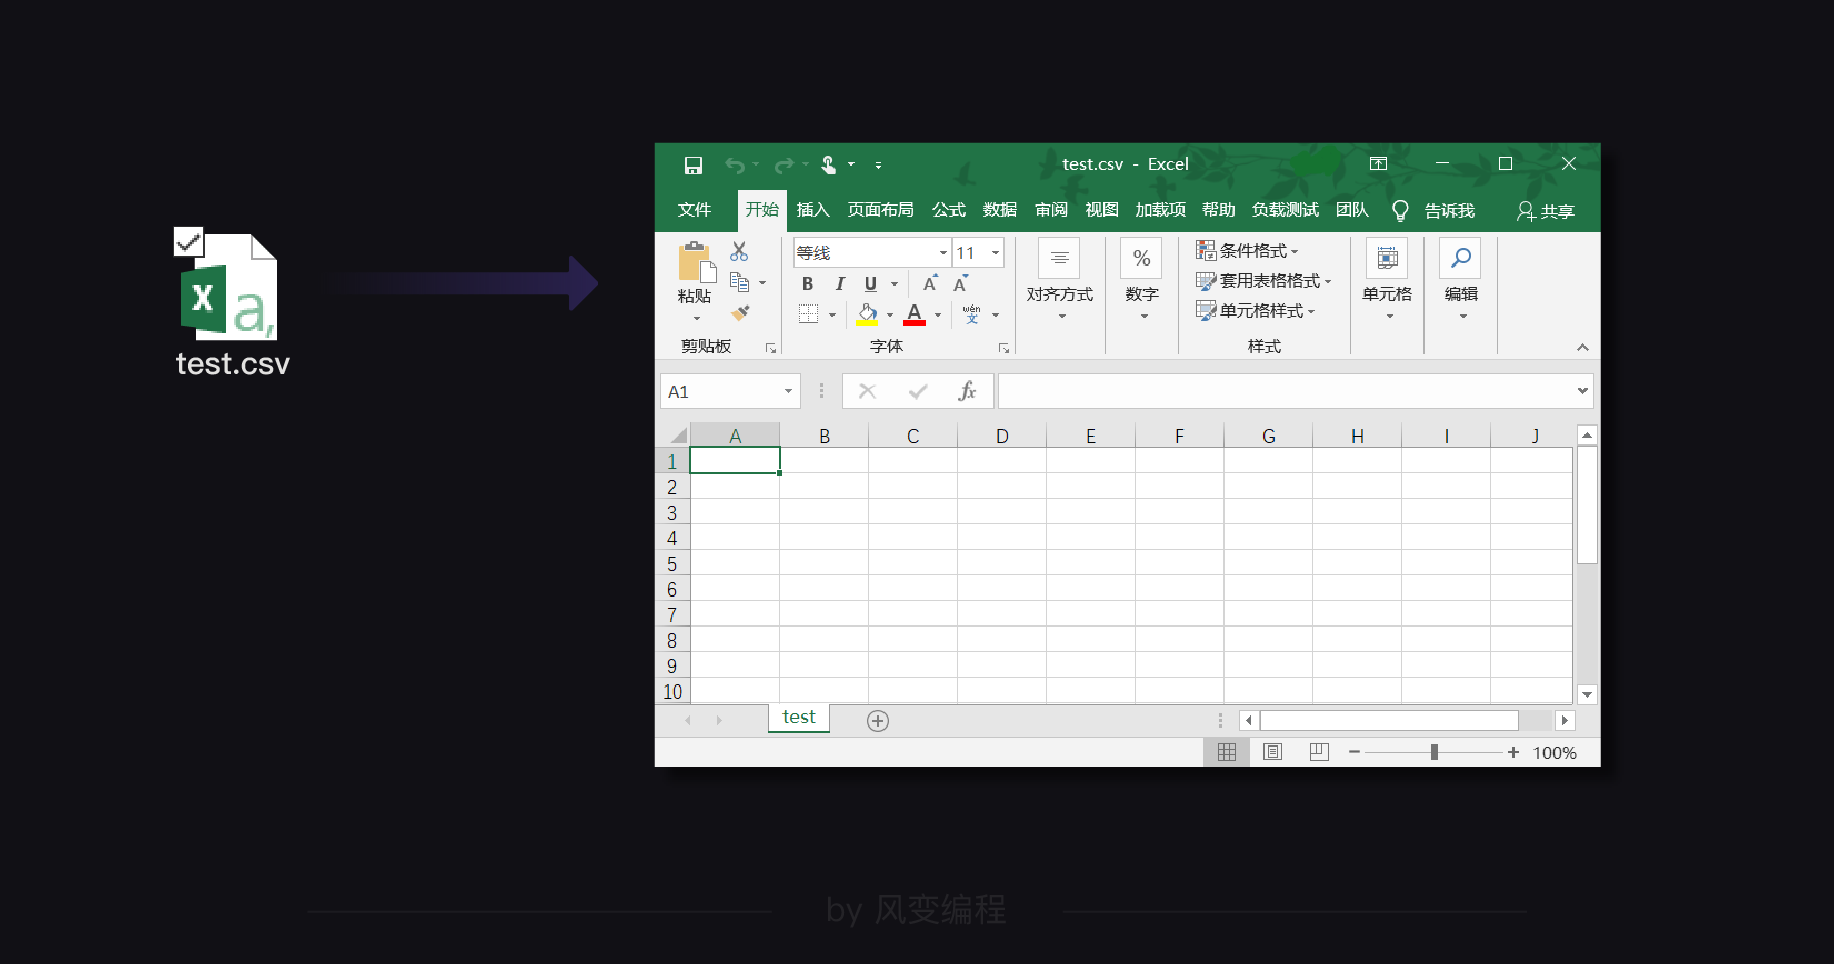 test.csv
test.csv - Excel
文件 开始 插入 页面布局 公式 数据 审阅 视图 加载项 帮助 负载测试 团队 告诉我 共享
粘贴
剪贴板
等线 11
B I U A A
A wén 文
字体
对齐方式
%
数字
条件格式
套用表格格式
单元格样式
样式
单元格
编辑
A1 fx
A B C D E F G H I J
1
2
3
4
5
6
7
8
9
10
test
100%
by 风变编程